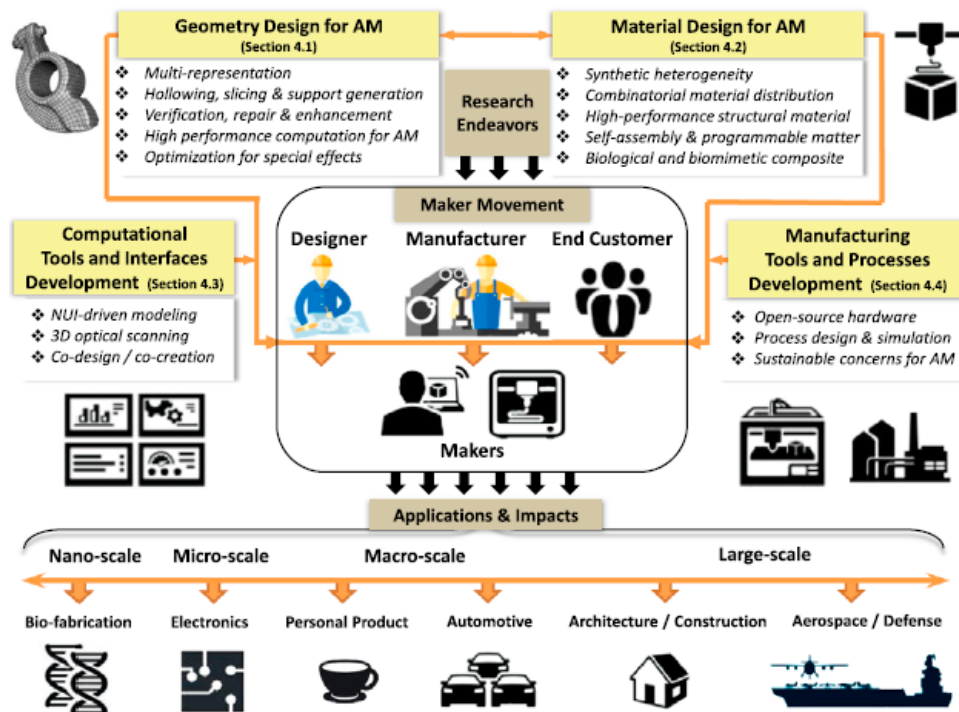 Geometry Design for AM
(Section 4.1)
❖ Multi-representation
❖ Hallowing, slicing & support generation
❖ Verification, repair & enhancement
❖ High performance computation for AM
❖ Optimization for special effects
Material Design for AM
(Section 4.2)
❖ Synthetic heterogeneity
❖ Combinatorial material distribution
❖ High-performance structural material
❖ Self-assembly & programmable matter
❖ Biological and biomimetic composite
Research
Endeavors
Maker Movement
Designer
Manufacturer
End Customer
Makers
Computational
Tools and Interfaces
Development (Section 4.3)
❖ NUI-driven modeling
❖ 3D optical scanning
❖ Co-design / co-creation
Manufacturing
Tools and Processes
Development (Section 4.4)
❖ Open-source hardware
❖ Process design & simulation
❖ Sustainable concerns for AM
Applications & Impacts
Nano-scale
Micro-scale
Macro-scale
Large-scale
Bio-fabrication
Electronics
Personal Product
Automotive
Architecture / Construction
Aerospace / Defense